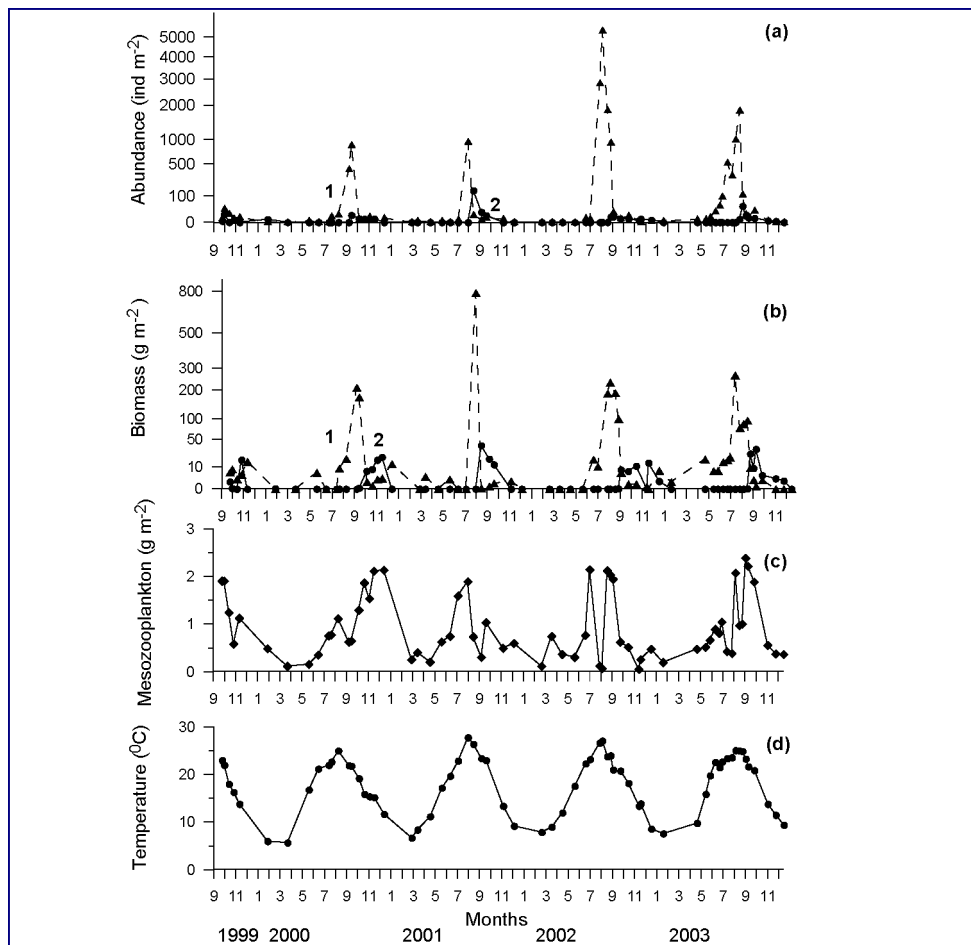 (a)
Abundance (ind m-2)
5000
4000
3000
2000
1000
500
100
0
1
2
9 11 1 3 5 7 9 11 1 3 5 7 9 11 1 3 5 7 9 11 1 3 5 7 9 11
(b)
Biomass (g m-2)
800
500
300
200
100
50
10
0
1
2
9 11 1 3 5 7 9 11 1 3 5 7 9 11 1 3 5 7 9 11 1 3 5 7 9 11
(c)
Mesozooplankton (g m-2)
3
2
1
0
9 11 1 3 5 7 9 11 1 3 5 7 9 11 1 3 5 7 9 11 1 3 5 7 9 11
(d)
Temperature (0C)
30
20
10
0
9 11 1 3 5 7 9 11 1 3 5 7 9 11 1 3 5 7 9 11 1 3 5 7 9 11
Months
1999 2000 2001 2002 2003